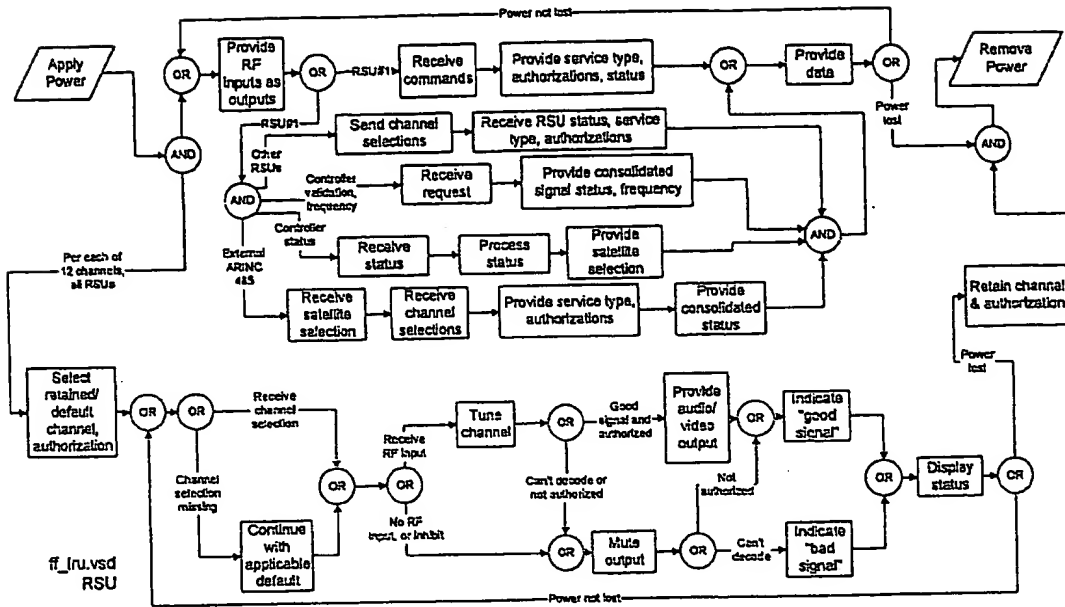 Power not lost
Apply
Power
OR
Provide
RF
inputs as
outputs
OR
RSU#1
Receive
commands
Provide service type,
authorizations, status
OR
Provide
data
OR
Remove
Power
Power
lost
AND
AND
RSU#1
Other
RSUs
Send channel
selections
Receive RSU status, service
type, authorizations
AND
Controller
validation,
frequency
Receive
request
Provide consolidated
signal status, frequency
AND
Controller
status
Receive
status
Process
status
Provide
satellite
selection
External
ARINC
485
Receive
satellite
selection
Receive
channel
selections
Provide service type,
authorizations
Provide
consolidated
status
Per each of
12 channels,
all RSUs
Retain channel
& authorization
Power
lost
Select
retained/
default
channel,
authorization
OR
OR
Receive
channel
selection
Channel
selection
missing
Continue
with
applicable
default
OR
OR
Receive
RF input
No RF
input, or inhibit
Tune
channel
OR
Good
signal and
authorized
Can't decode or
not authorized
OR
Mute
output
OR
Provide
audio/
video
output
Not
authorized
OR
Indicate
"good
signal"
Can't
decode
Indicate
"bad
signal"
OR
Display
status
OR
Power not lost
ff_lru.vsd
RSU